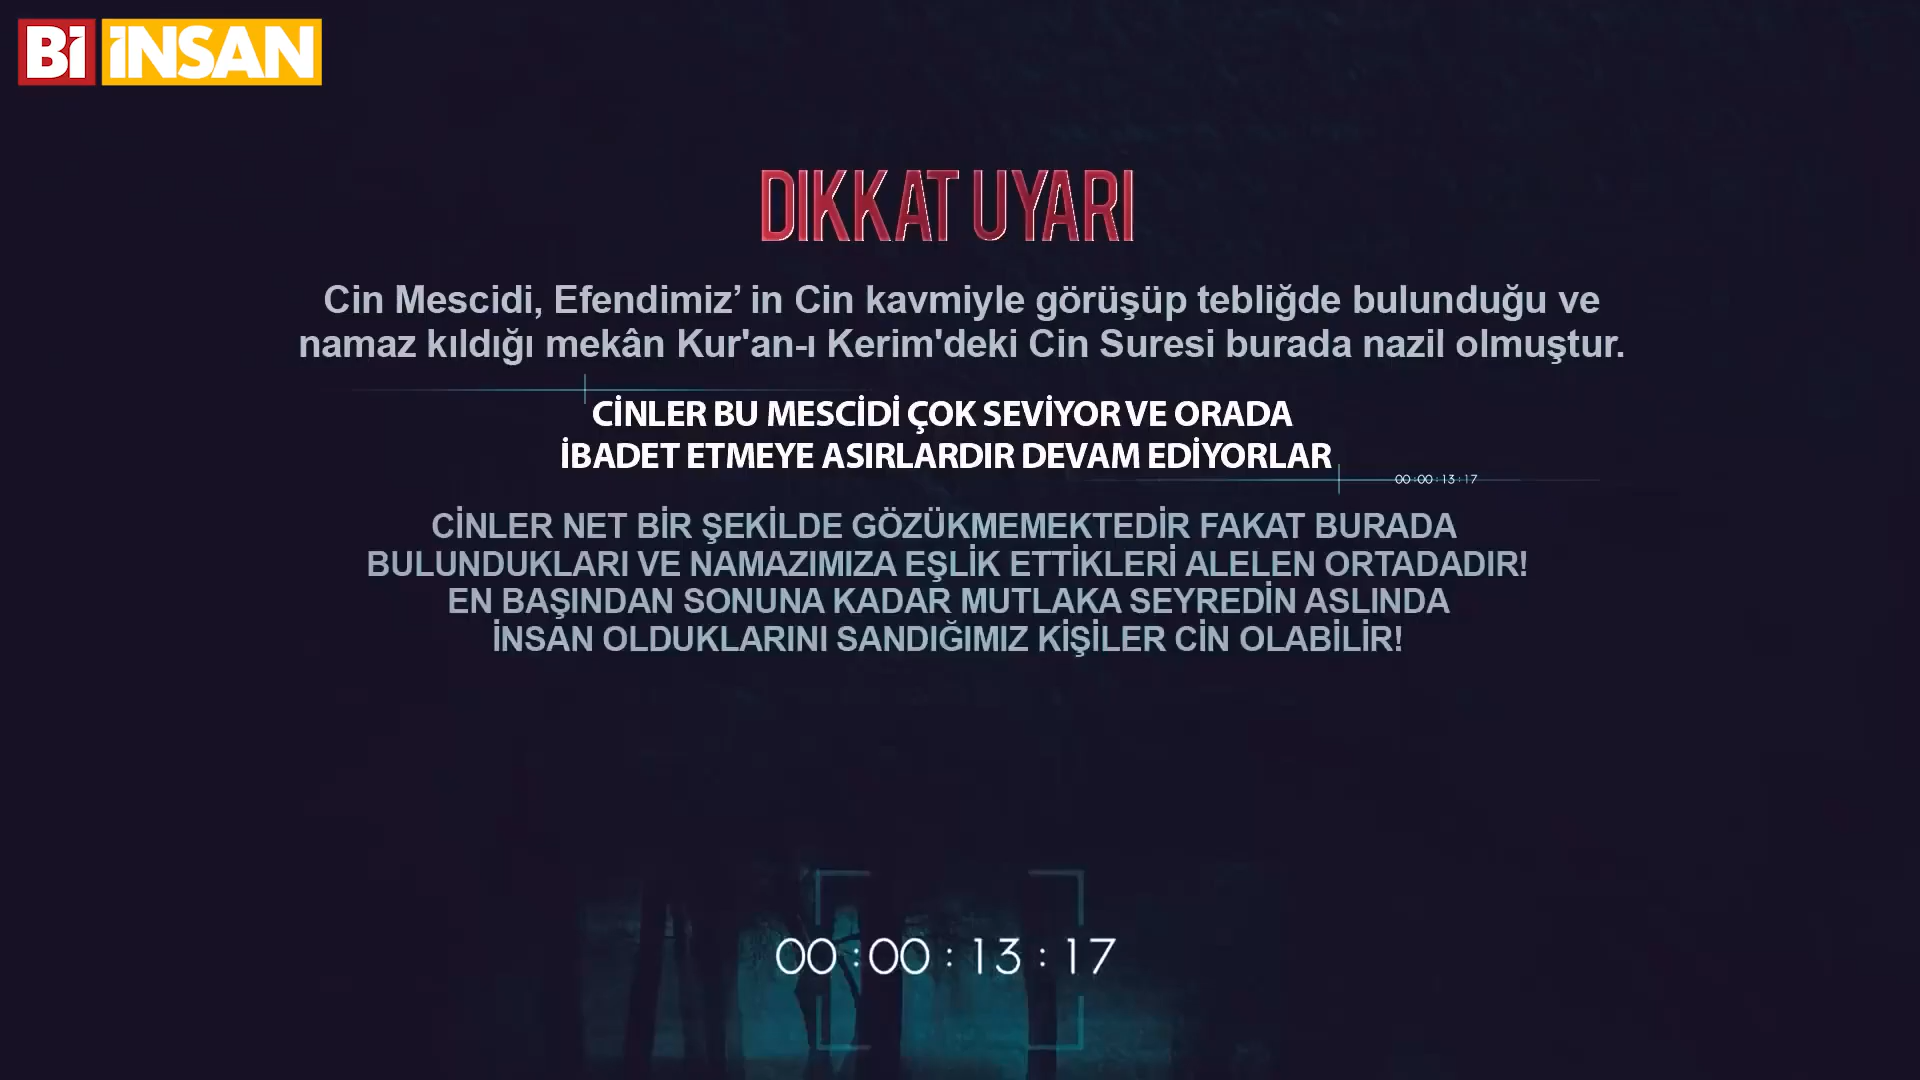 Bi İNSAN
DIKKAT UYARI
Cin Mescidi, Efendimiz’ in Cin kavmiyle görüşüp tebliğde bulunduğu ve
namaz kıldığı mekân Kur'an-ı Kerim'deki Cin Suresi burada nazil olmuştur.
CİNLER BU MESCİDİ ÇOK SEVİYOR VE ORADA
İBADET ETMEYE ASIRLARDIR DEVAM EDİYORLAR
00:00:13:17
CİNLER NET BİR ŞEKİLDE GÖZÜKMEMEKTEDİR FAKAT BURADA
BULUNDUKLARI VE NAMAZIMIZA EŞLİK ETTİKLERİ ALELEN ORTADADIR!
EN BAŞINDAN SONUNA KADAR MUTLAKA SEYREDİN ASLINDA
İNSAN OLDUKLARINI SANDIĞIMIZ KİŞİLER CİN OLABİLİR!
00:00:13:17